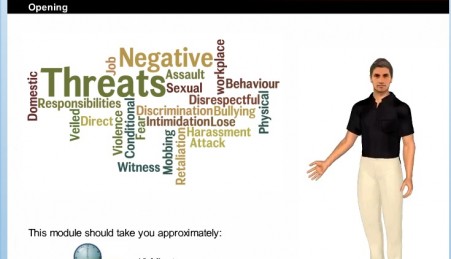 Opening
Job
Negative
workplace
Domestic
Threats
Assault
Sexual
Behaviour
Responsibilities
Disrespectful
Physical
Veiled
Direct
Violence
Conditional
Fear
Discrimination
Bullying
Intimidation
Lose
Mobbing
Retaliation
Harassment
Attack
Witness
This module should take you approximately: